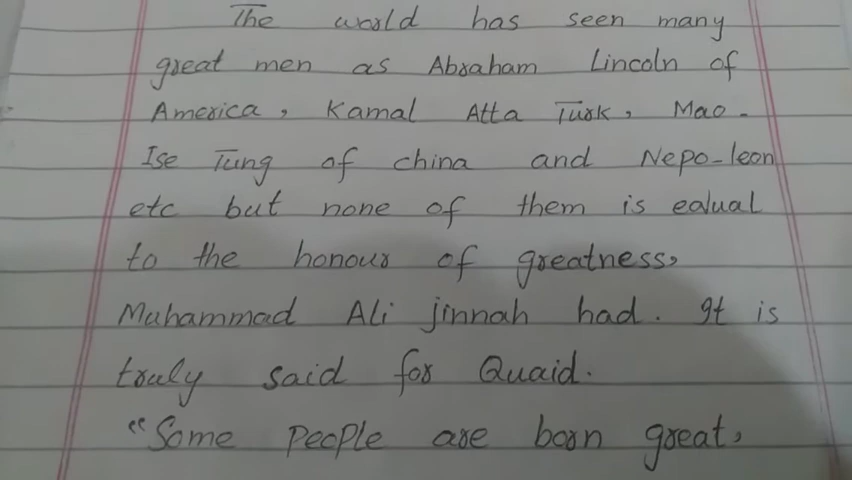 The world has seen many
great men as Abraham Lincoln of
America, Kamal Atta Turk, Mao-
Ise Tung of china and Nepo-leon
etc but none of them is ealual
to the honour of greatness,
Muhammad Ali jinnah had. It is
truly said for Quaid.
"Some People are born great,